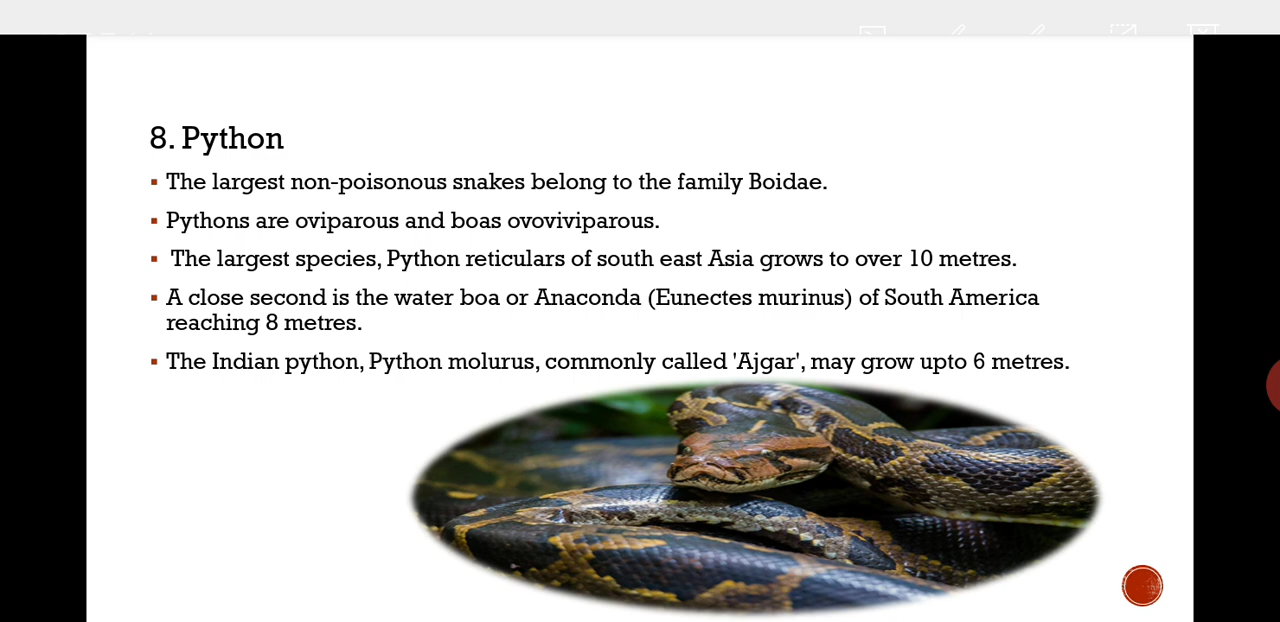 8. Python
▪ The largest non-poisonous snakes belong to the family Boidae.
▪ Pythons are oviparous and boas ovoviviparous.
▪ The largest species, Python reticulars of south east Asia grows to over 10 metres.
▪ A close second is the water boa or Anaconda (Eunectes murinus) of South America
reaching 8 metres.
▪ The Indian python, Python molurus, commonly called 'Ajgar', may grow upto 6 metres.